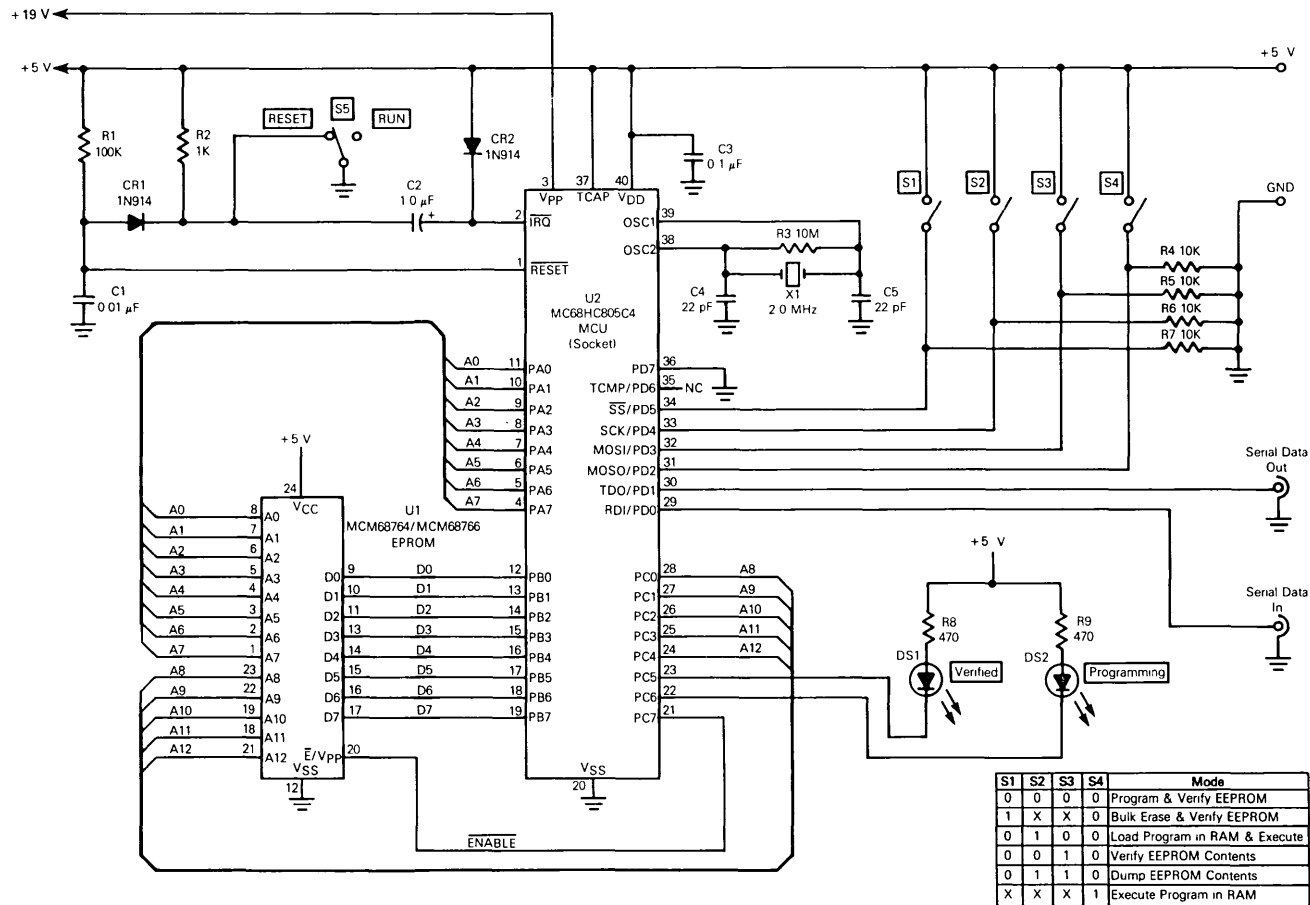 +19 V
+5 V
+5 V
R1
100K
R2
1K
RESET
S5
RUN
CR2
1N914
CR1
1N914
C2
1 0 µF
+
C3
0 1 µF
C1
0 01 µF
3
37
40
VPP
TCAP
VDD
2
IRQ
1
RESET
OSC1
39
OSC2
38
R3 10M
X1
2 0 MHz
C4
22 pF
C5
22 pF
U2
MC68HC805C4
MCU
(Socket)
S1
S2
S3
S4
GND
R4 10K
R5 10K
R6 10K
R7 10K
A0 11 PA0
A1 10 PA1
A2 9 PA2
A3 8 PA3
A4 7 PA4
A5 6 PA5
A6 5 PA6
A7 4 PA7
PD7 36
TCMP/PD6 35 NC
SS/PD5 34
SCK/PD4 33
MOSI/PD3 32
MOSO/PD2 31
TDO/PD1 30
RDI/PD0 29
Serial Data
Out
Serial Data
In
+5 V
24
VCC
U1
MCM68764/MCM68766
EPROM
A0 8 A0
A1 7 A1
A2 6 A2
A3 5 A3
A4 4 A4
A5 3 A5
A6 2 A6
A7 1 A7
A8 23 A8
A9 22 A9
A10 19 A10
A11 18 A11
A12 21 A12
D0 9 D0 12 PB0
D1 10 D1 13 PB1
D2 11 D2 14 PB2
D3 13 D3 15 PB3
D4 14 D4 16 PB4
D5 15 D5 17 PB5
D6 16 D6 18 PB6
D7 17 D7 19 PB7
E/VPP 20
VSS
12
VSS
20
ENABLE
PC0 28 A8
PC1 27 A9
PC2 26 A10
PC3 25 A11
PC4 24 A12
PC5 23
PC6 22
PC7 21
+5 V
R8
470
R9
470
DS1
Verified
DS2
Programming
S1 S2 S3 S4 Mode
0 0 0 0 Program & Verify EEPROM
1 X X 0 Bulk Erase & Verify EEPROM
0 1 0 0 Load Program in RAM & Execute
0 0 1 0 Verify EEPROM Contents
0 1 1 0 Dump EEPROM Contents
X X X 1 Execute Program in RAM